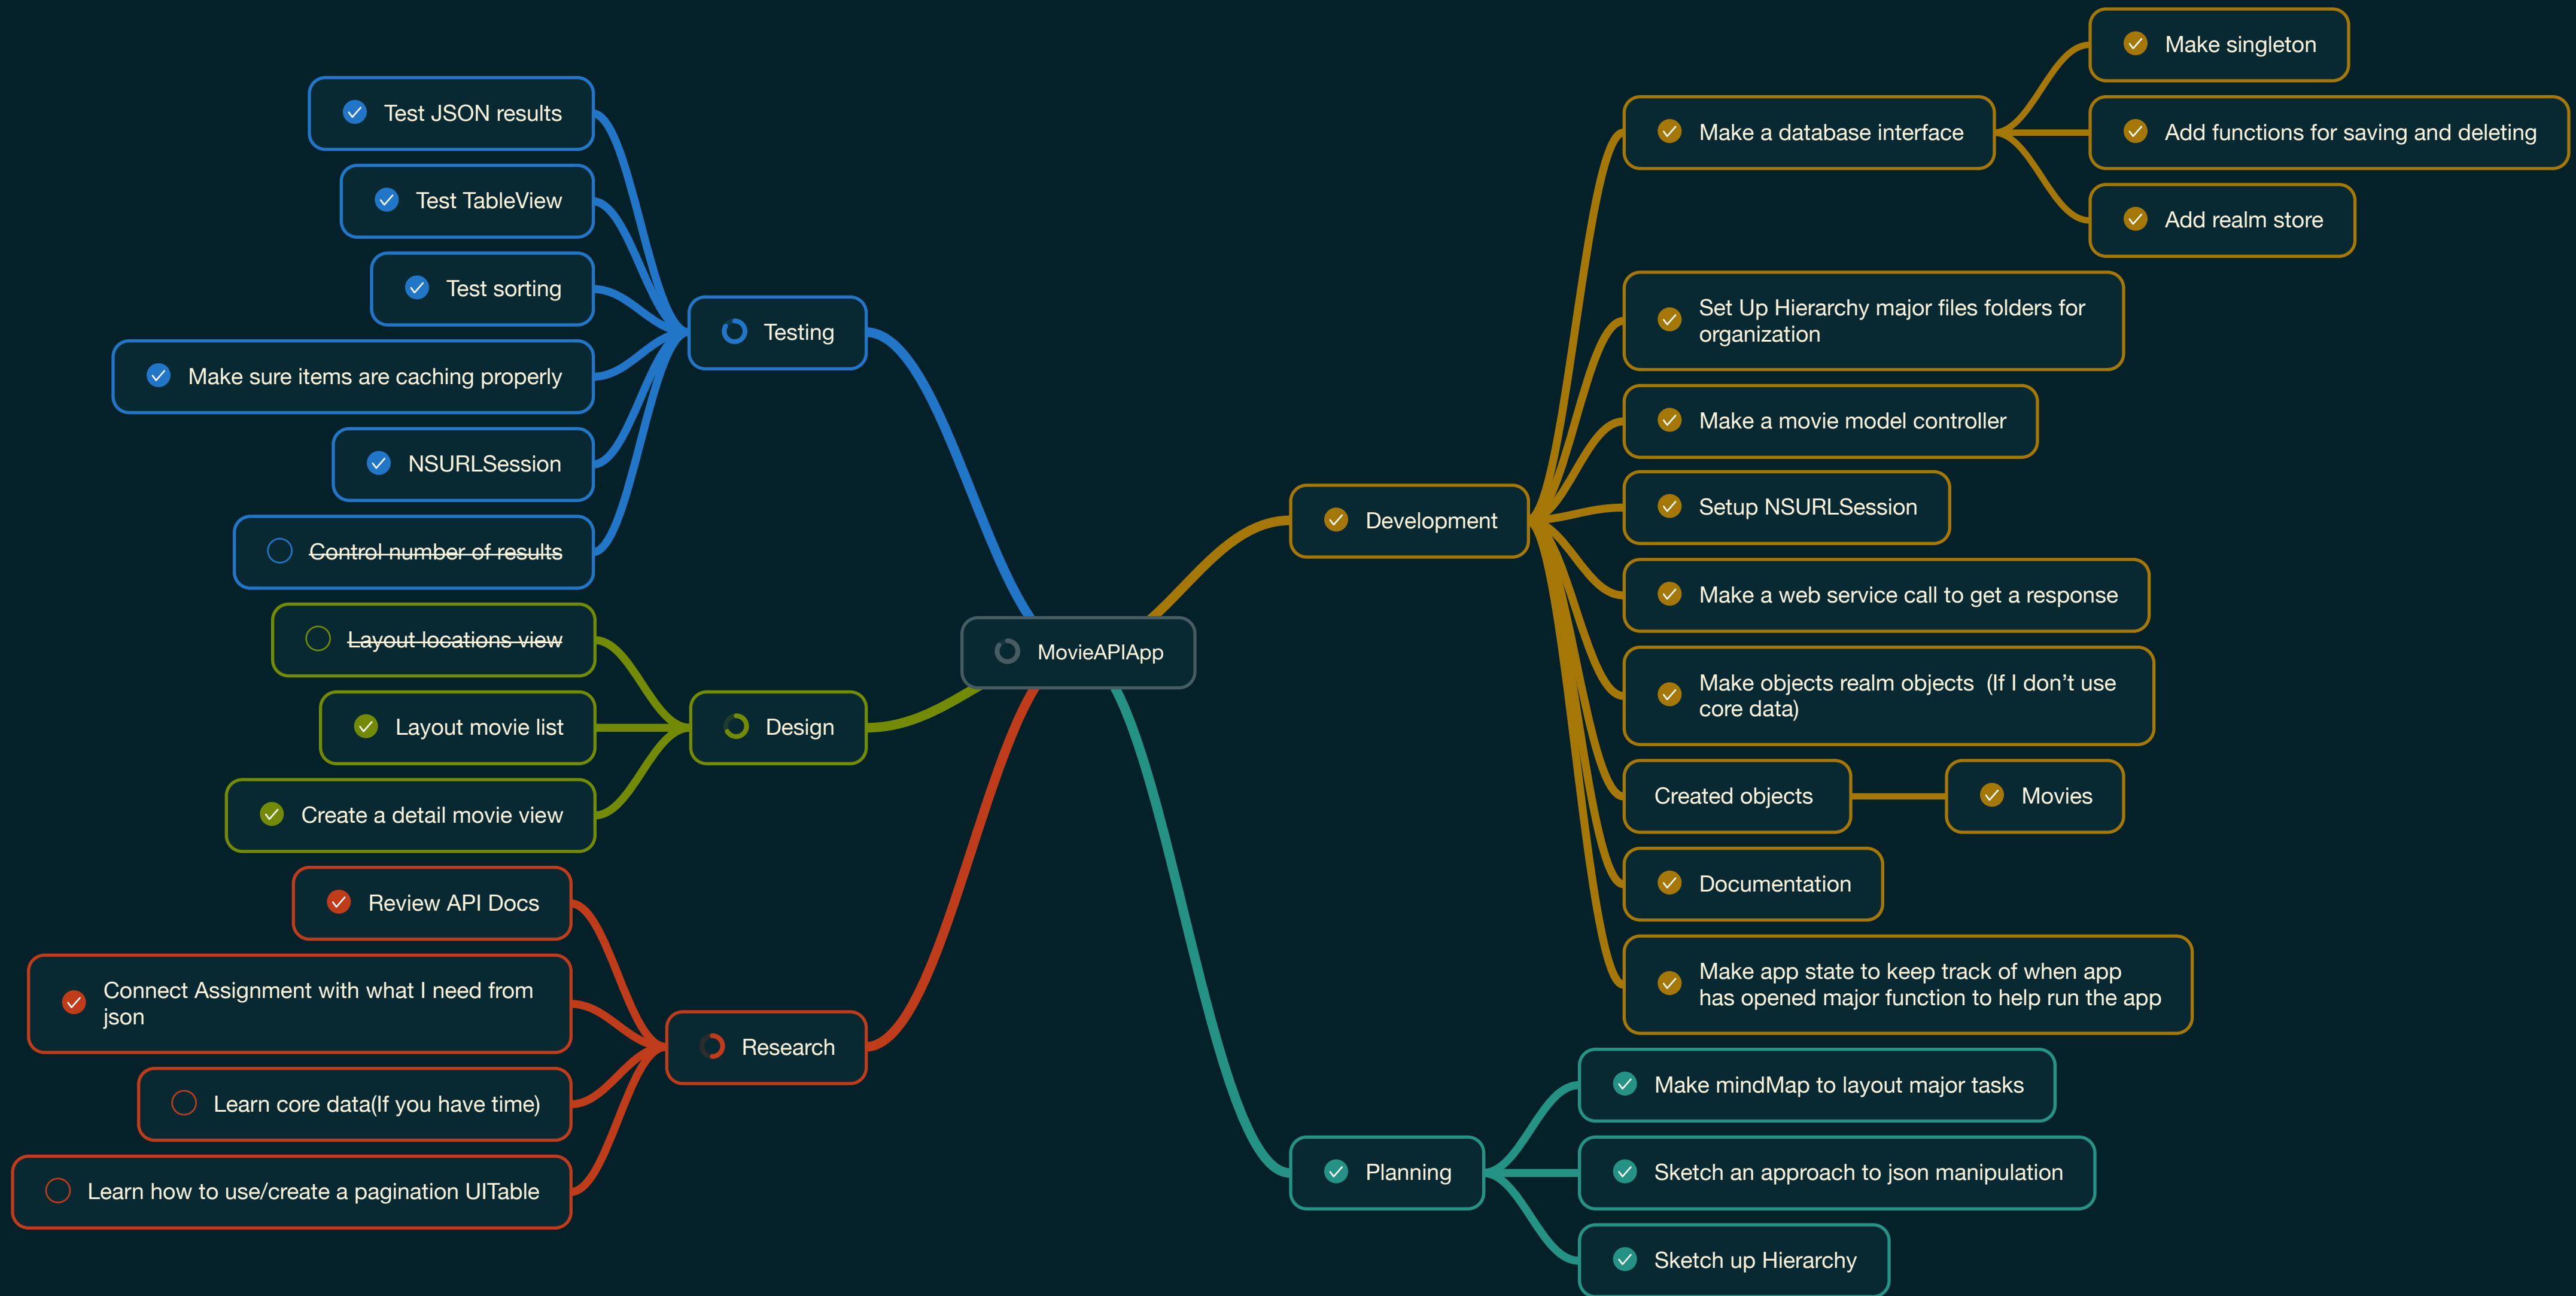 Test JSON results
Test TableView
Test sorting
Make sure items are caching properly
NSURLSession
Control number of results
Testing
Layout locations view
Layout movie list
Create a detail movie view
Design
Review API Docs
Connect Assignment with what I need from
json
Learn core data(If you have time)
Learn how to use/create a pagination UITable
Research
MovieAPIApp
Development
Make a database interface
Make singleton
Add functions for saving and deleting
Add realm store
Set Up Hierarchy major files folders for
organization
Make a movie model controller
Setup NSURLSession
Make a web service call to get a response
Make objects realm objects  (If I don’t use
core data)
Created objects
Movies
Documentation
Make app state to keep track of when app
has opened major function to help run the app
Planning
Make mindMap to layout major tasks
Sketch an approach to json manipulation
Sketch up Hierarchy